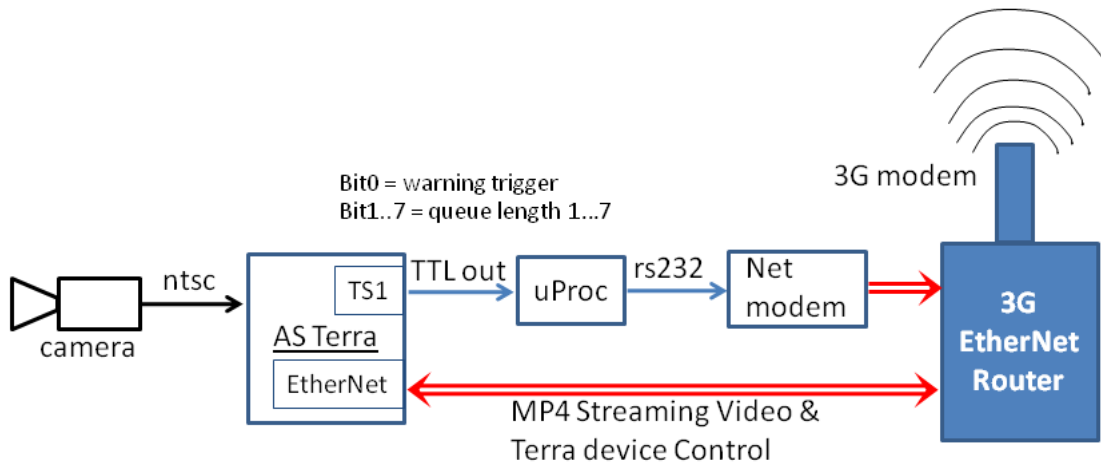 3G modem
Bit0 = warning trigger
Bit1..7 = queue length 1...7
ntsc
camera
TS1
AS Terra
EtherNet
TTL out
uProc
rs232
Net
modem
3G
EtherNet
Router
MP4 Streaming Video &
Terra device Control